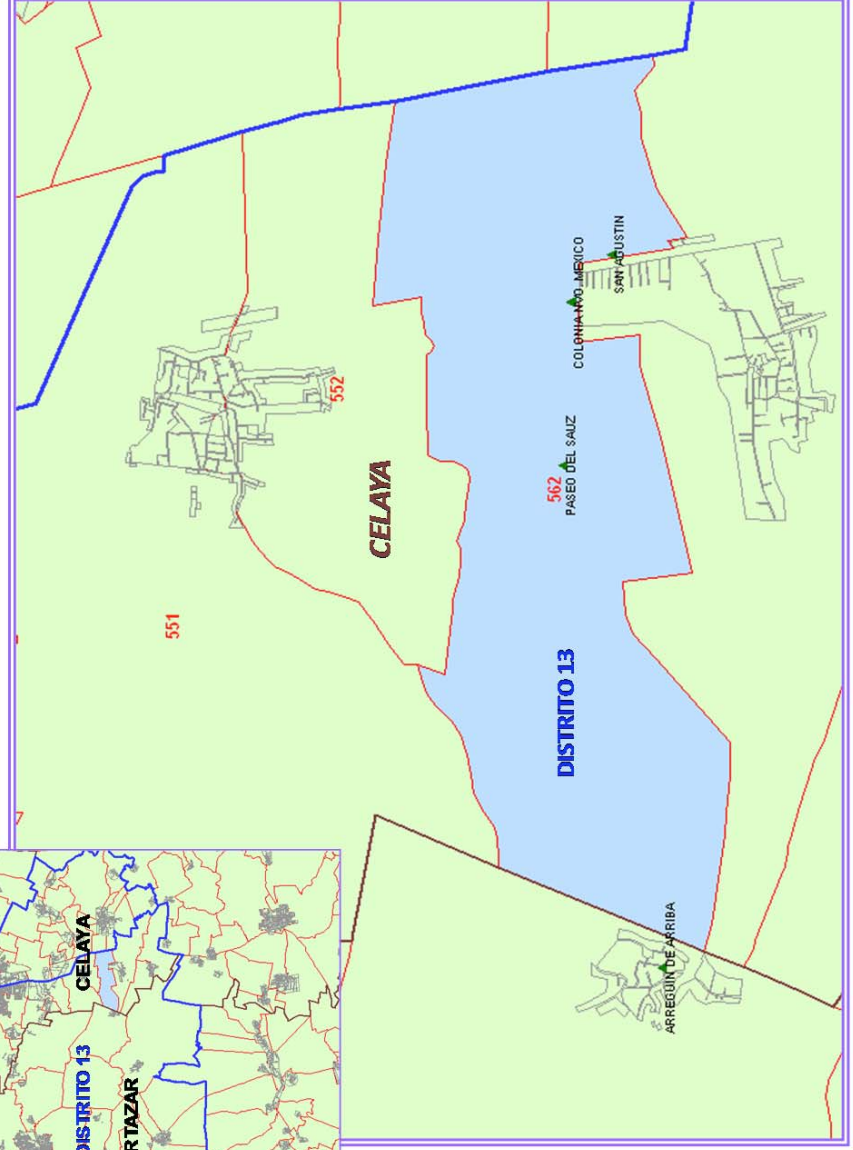 551
552
CELAYA
COLONIA NVO. MEXICO
SAN AGUSTIN
562
PASEO DEL SAUZ
DISTRITO 13
ARREGUIN DE ARRIBA
CELAYA
DISTRITO 13
RTAZAR